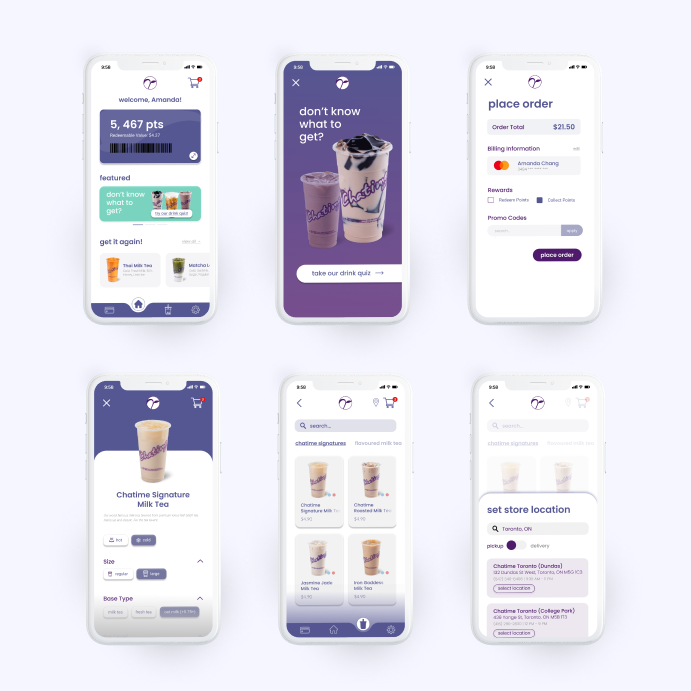 9:58
welcome, Amanda!
5, 467 pts
Redeemable Value: $4.37
featured
don't know
what to
get?
try our drink quiz!
get it again!
Thai Milk Tea
Matcha L
9:58
don't know
what to
get?
Chatime
Chatime
take our drink quiz
9:58
place order
Order Total $21.50
Billing Information edit
Amanda Chang
Rewards
Redeem Points Collect Points
Promo Codes
apply
place order
9:58
Chatime
Chatime Signature
Milk Tea
hot cold
Size
regular large
Base Type
milk tea fresh tea
9:58
search...
chatime signatures flavoured milk tea
Chatime
Signature Milk Te
$4.95
Chatime
Roasted Milk Tea
$4.95
Jasmine Jade
Milk Tea
Iron Goddess
Milk Tea
9:58
search...
chatime signatures flavoured milk tea
set store location
Toronto, ON
pickup delivery
Chatime Toronto (Dundas)
132 Dundas St West, Toronto, ON M5G 1C3
select location
Chatime Toronto (College Park)
438 Yonge St, Toronto, ON M5B 1T3
select location